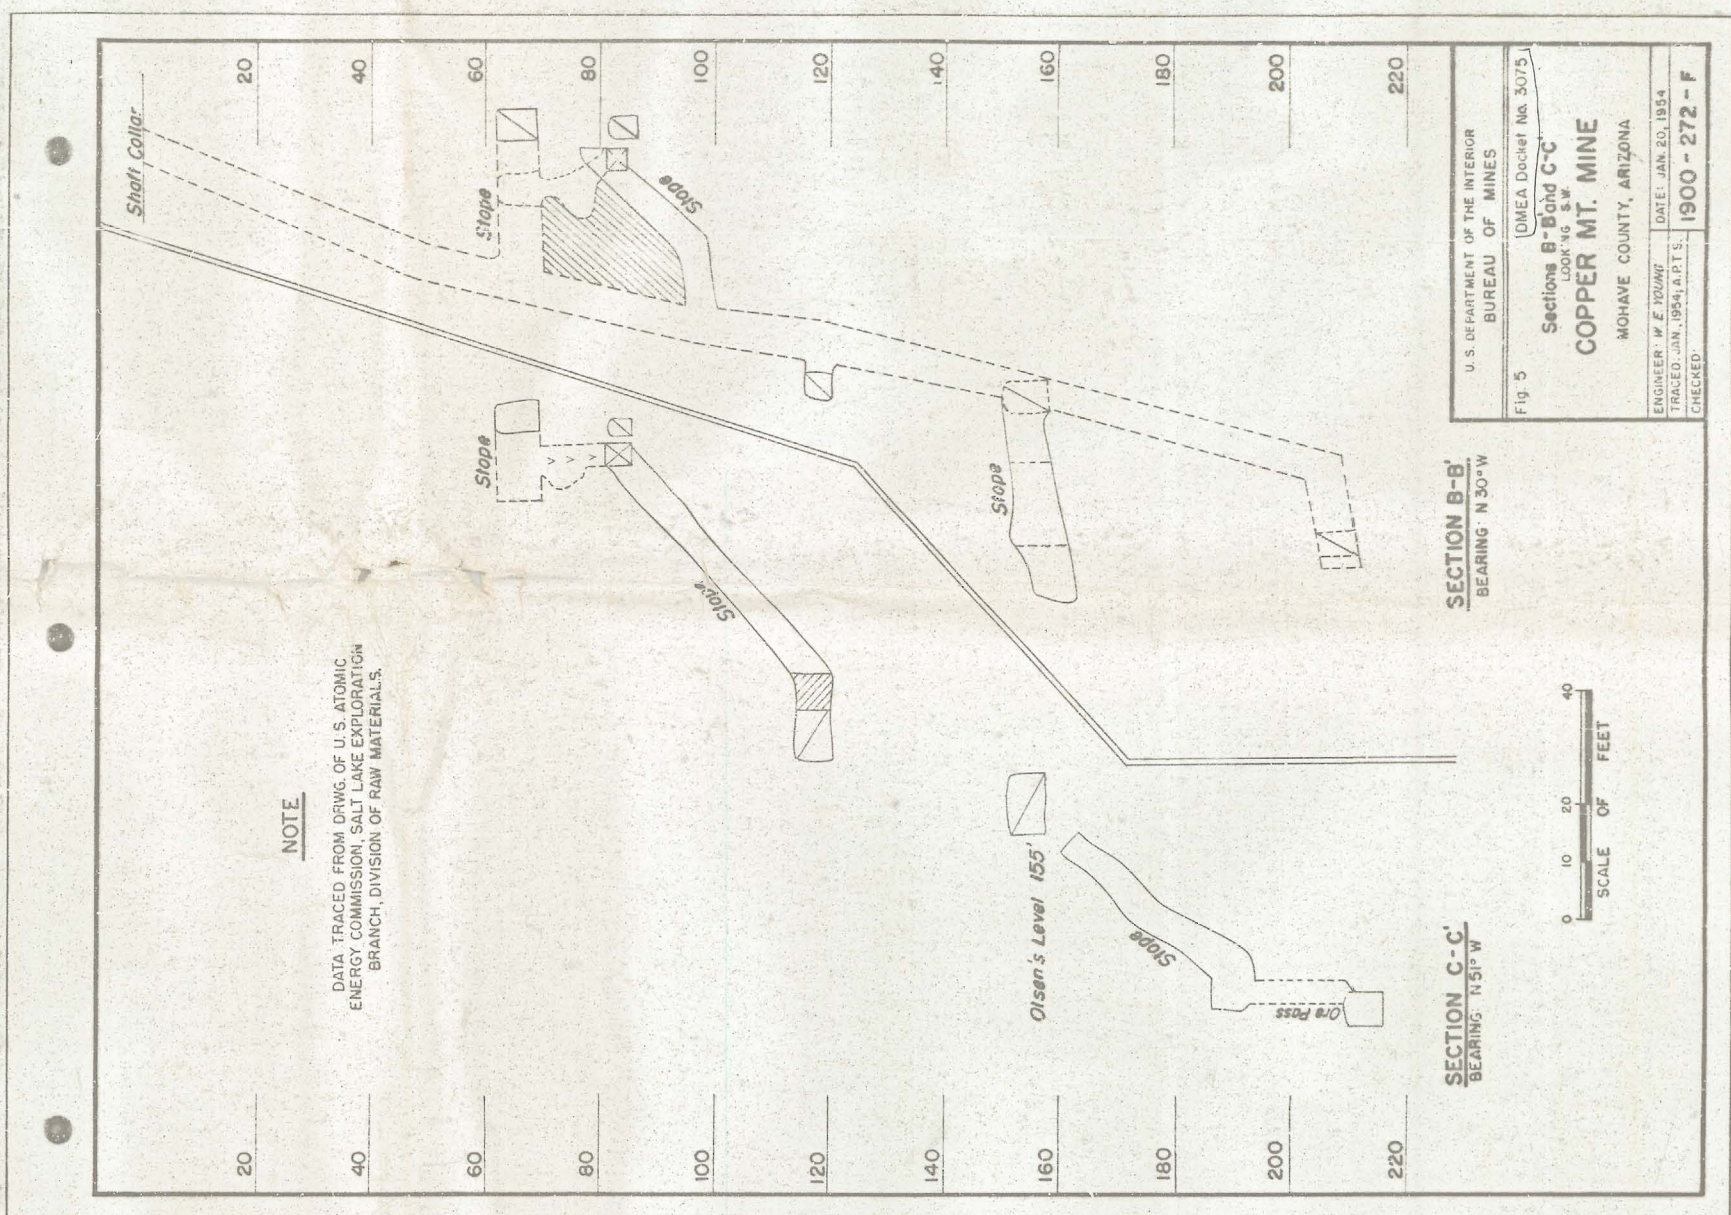 Shaft Collar
20
40
60
80
100
120
140
160
180
200
220
Stope
Stope
Stope
Stope
Stope
NOTE
DATA TRACED FROM DRWG. OF U. S. ATOMIC
ENERGY COMMISSION, SALT LAKE EXPLORATION
BRANCH, DIVISION OF RAW MATERIALS.
Olsen's Level 155'
Stope
Ore Pass
20
40
60
80
100
120
140
160
180
200
220
SECTION C-C'
BEARING: N 51° W
SECTION B-B'
BEARING: N 30° W
0 10 20 40
SCALE OF FEET
U. S. DEPARTMENT OF THE INTERIOR
BUREAU OF MINES
Fig. 5 DMEA Docket No. 3075
Sections B-B' and C-C'
LOOKING S.W.
COPPER MT. MINE
MOHAVE COUNTY, ARIZONA
ENGINEER: W. E. YOUNG DATE: JAN. 20, 1954
TRACED: JAN., 1954; A.P.T.S.
CHECKED: 1900-272-F